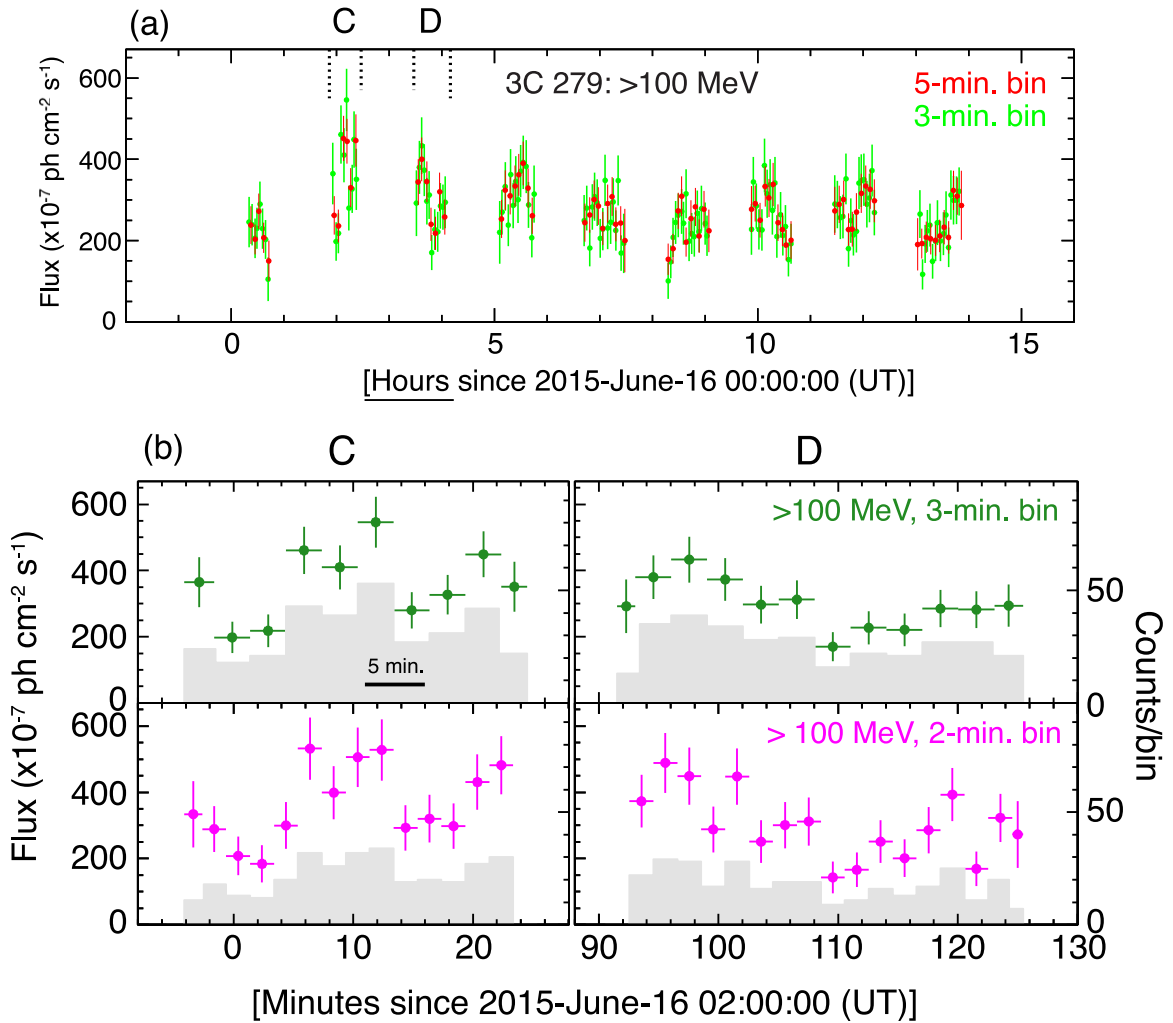 (a)
C D
3C 279: >100 MeV
5-min. bin
3-min. bin
Flux (x10⁻⁷ ph cm⁻² s⁻¹)
600
400
200
0
0 5 10 15
[Hours since 2015-June-16 00:00:00 (UT)]
(b)
C D
>100 MeV, 3-min. bin
5 min.
600
400
200
0
50
0
> 100 MeV, 2-min. bin
600
400
200
0
50
0
Flux (x10⁻⁷ ph cm⁻² s⁻¹)
Counts/bin
0 10 20 90 100 110 120 130
[Minutes since 2015-June-16 02:00:00 (UT)]